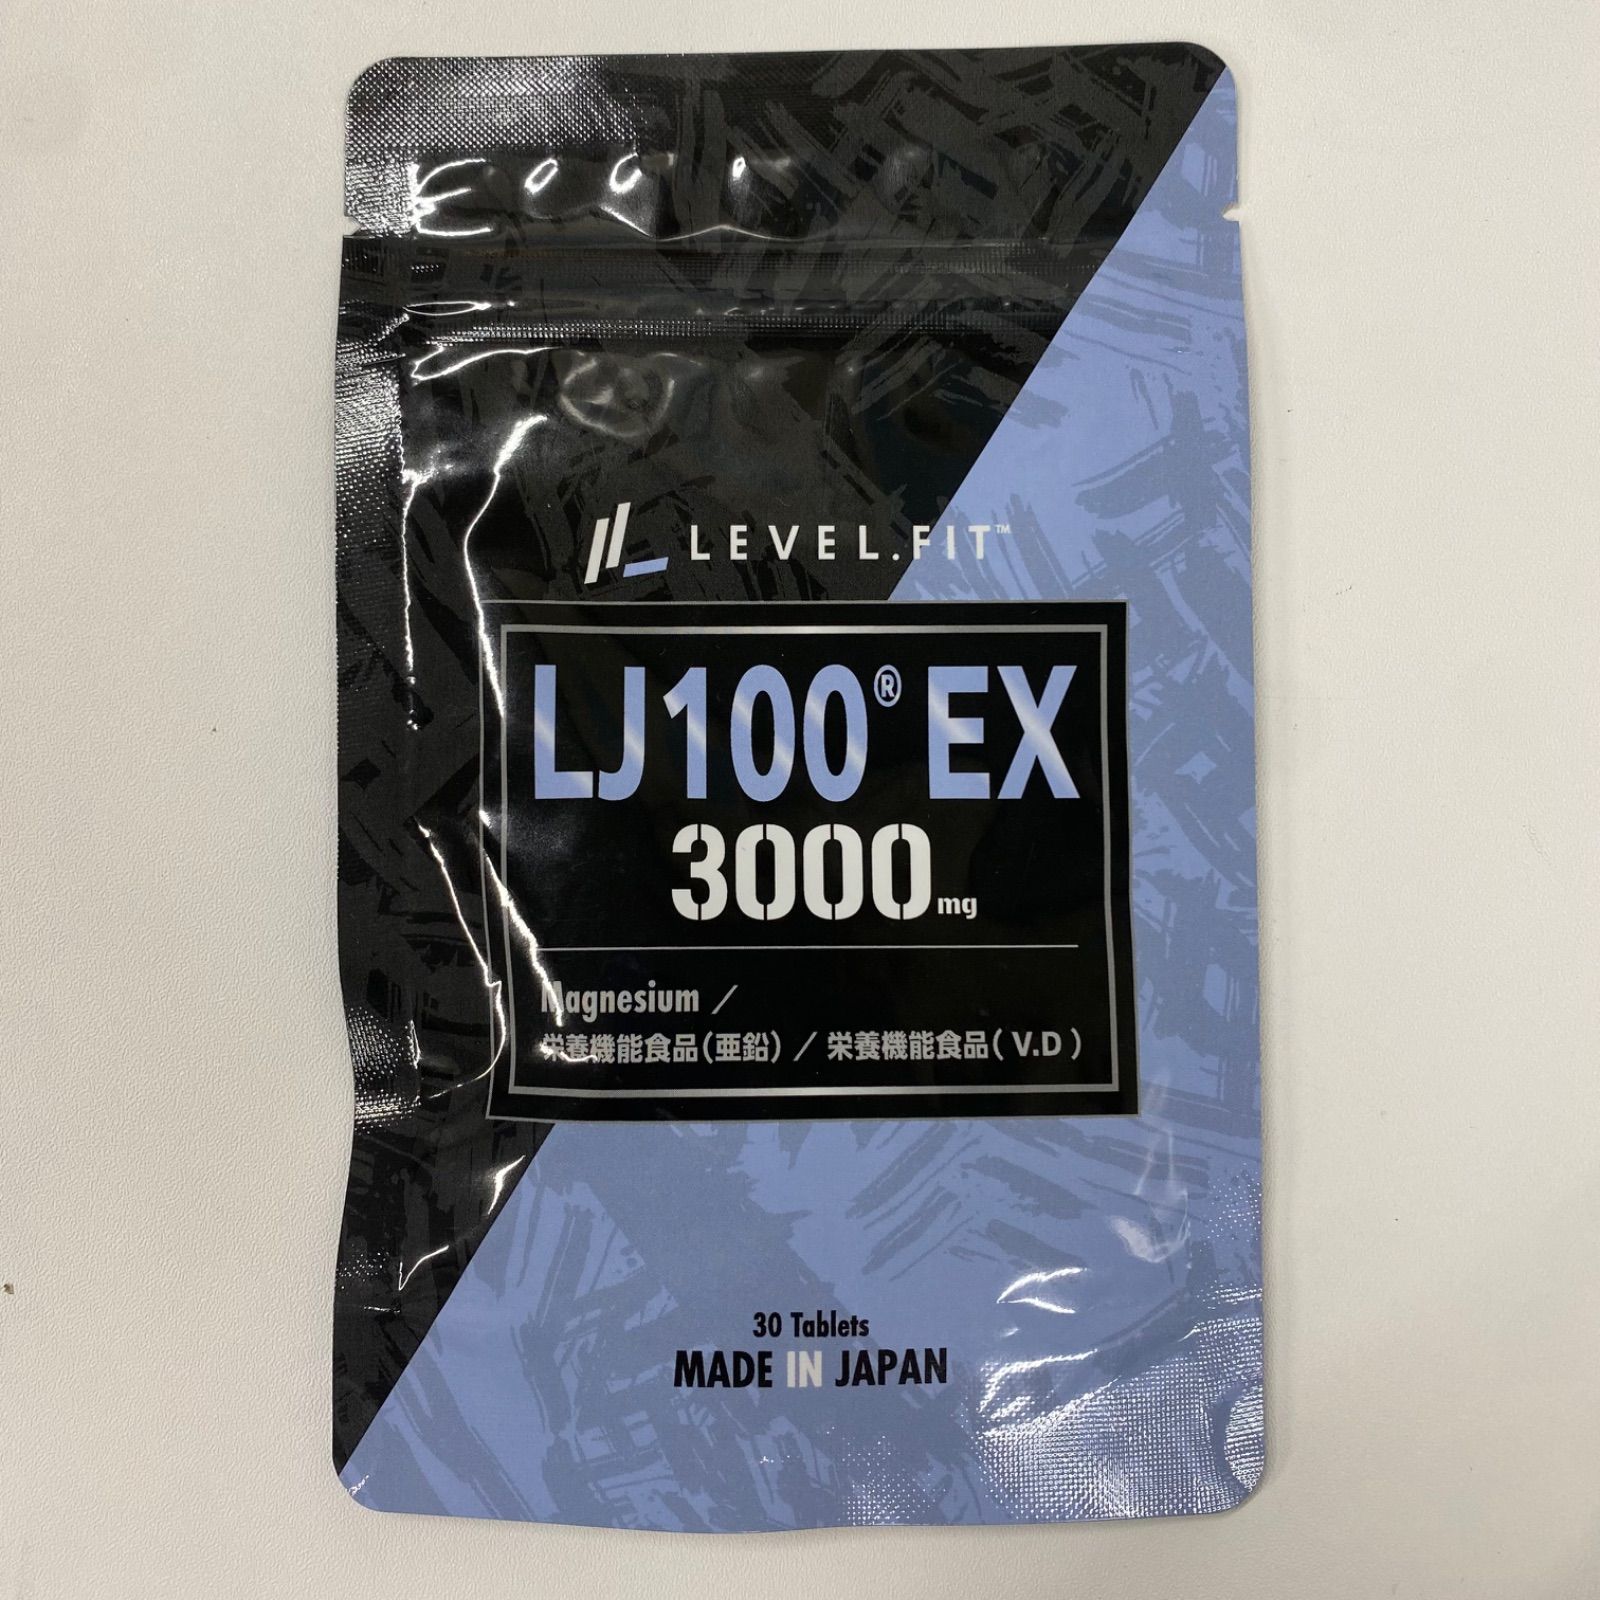 LEVEL.FIT™
LJ100® EX
3000mg
Magnesium ／
栄養機能食品（亜鉛）／ 栄養機能食品（ V.D ）
30 Tablets
MADE IN JAPAN